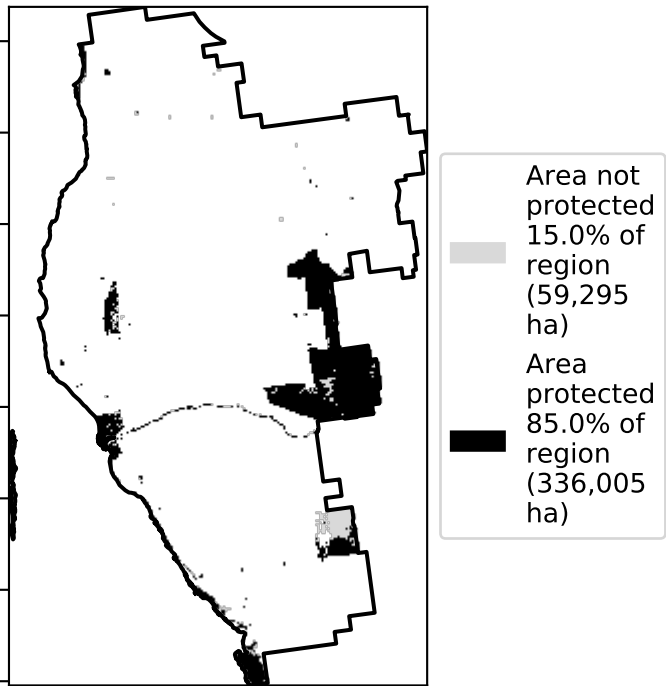 Area not
protected
15.0% of
region
(59,295
ha)
Area
protected
85.0% of
region
(336,005
ha)